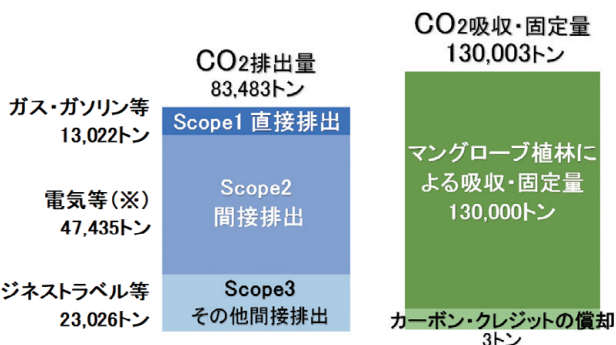 CO2排出量
83,483トン
ガス・ガソリン等
13,022トン
Scope1 直接排出
電気等(※)
47,435トン
Scope2
間接排出
ジネストラベル等
23,026トン
Scope3
その他間接排出
CO2吸収・固定量
130,003トン
マングローブ植林に
よる吸収・固定量
130,000トン
カーボン・クレジットの償却
3トン